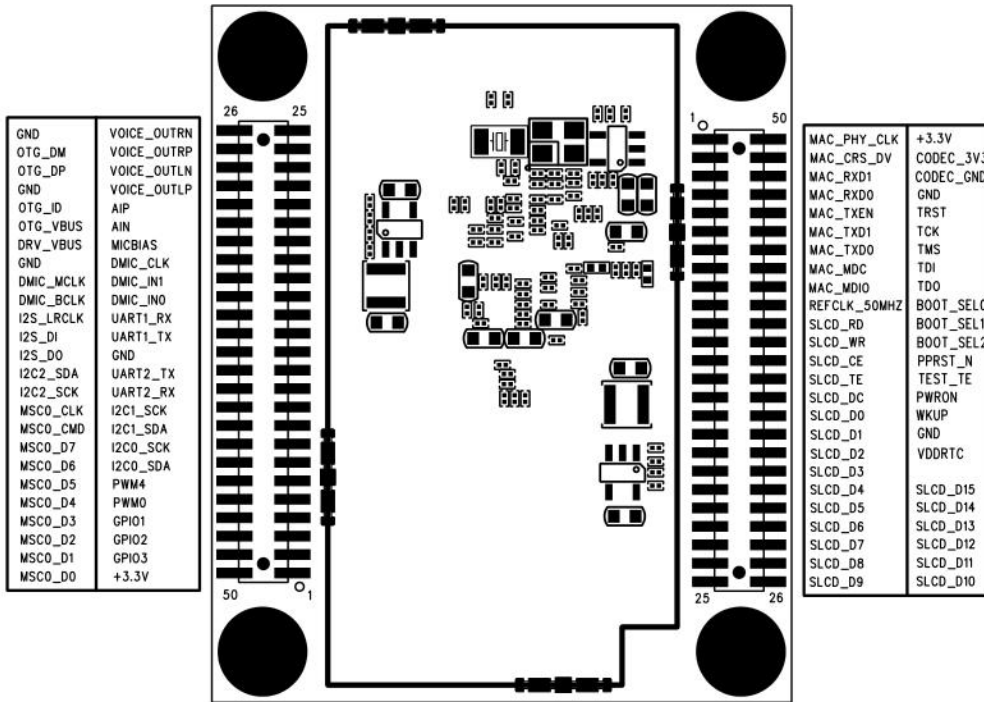 26 25
GND VOICE_OUTRN
OTG_DM VOICE_OUTRP
OTG_DP VOICE_OUTLN
GND VOICE_OUTLP
OTG_ID AIP
OTG_VBUS AIN
DRV_VBUS MICBIAS
GND DMIC_CLK
DMIC_MCLK DMIC_IN1
DMIC_BCLK DMIC_IN0
I2S_LRCLK UART1_RX
I2S_DI UART1_TX
I2S_DO GND
I2C2_SDA UART2_TX
I2C2_SCK UART2_RX
MSC0_CLK I2C1_SCK
MSC0_CMD I2C1_SDA
MSC0_D7 I2C0_SCK
MSC0_D6 I2C0_SDA
MSC0_D5 PWM4
MSC0_D4 PWM0
MSC0_D3 GPIO1
MSC0_D2 GPIO2
MSC0_D1 GPIO3
MSC0_D0 +3.3V
50 1
1 50
MAC_PHY_CLK +3.3V
MAC_CRS_DV CODEC_3V3
MAC_RXD1 CODEC_GND
MAC_RXD0 GND
MAC_TXEN TRST
MAC_TXD1 TCK
MAC_TXD0 TMS
MAC_MDC TDI
MAC_MDIO TDO
REFCLK_50MHZ BOOT_SEL0
SLCD_RD BOOT_SEL1
SLCD_WR BOOT_SEL2
SLCD_CE PPRST_N
SLCD_TE TEST_TE
SLCD_DC PWRON
SLCD_D0 WKUP
SLCD_D1 GND
SLCD_D2 VDDRTC
SLCD_D3
SLCD_D4 SLCD_D15
SLCD_D5 SLCD_D14
SLCD_D6 SLCD_D13
SLCD_D7 SLCD_D12
SLCD_D8 SLCD_D11
SLCD_D9 SLCD_D10
25 26